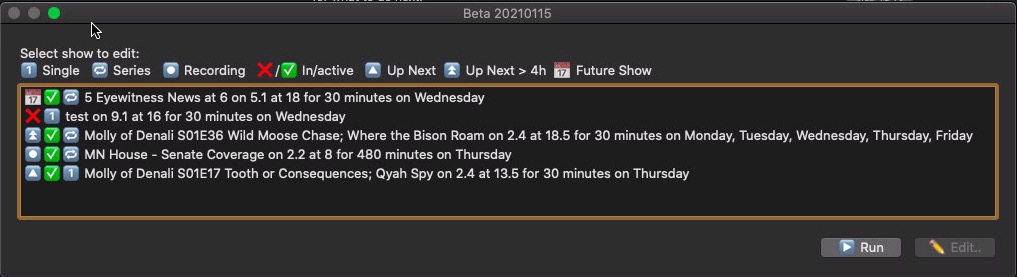 Beta 20210115
Select show to edit:
1️⃣ Single 🔁 Series ⏺ Recording ❌/✅ In/active 🔼 Up Next ⏫ Up Next > 4h 📅 Future Show
📅 ✅ 🔁 5 Eyewitness News at 6 on 5.1 at 18 for 30 minutes on Wednesday
❌ 1️⃣ test on 9.1 at 16 for 30 minutes on Wednesday
⏫ ✅ 🔁 Molly of Denali S01E36 Wild Moose Chase; Where the Bison Roam on 2.4 at 18.5 for 30 minutes on Monday, Tuesday, Wednesday, Thursday, Friday
⏺ ✅ 🔁 MN House - Senate Coverage on 2.2 at 8 for 480 minutes on Thursday
🔼 ✅ 1️⃣ Molly of Denali S01E17 Tooth or Consequences; Qyah Spy on 2.4 at 13.5 for 30 minutes on Thursday
▶️ Run ✏️ Edit..